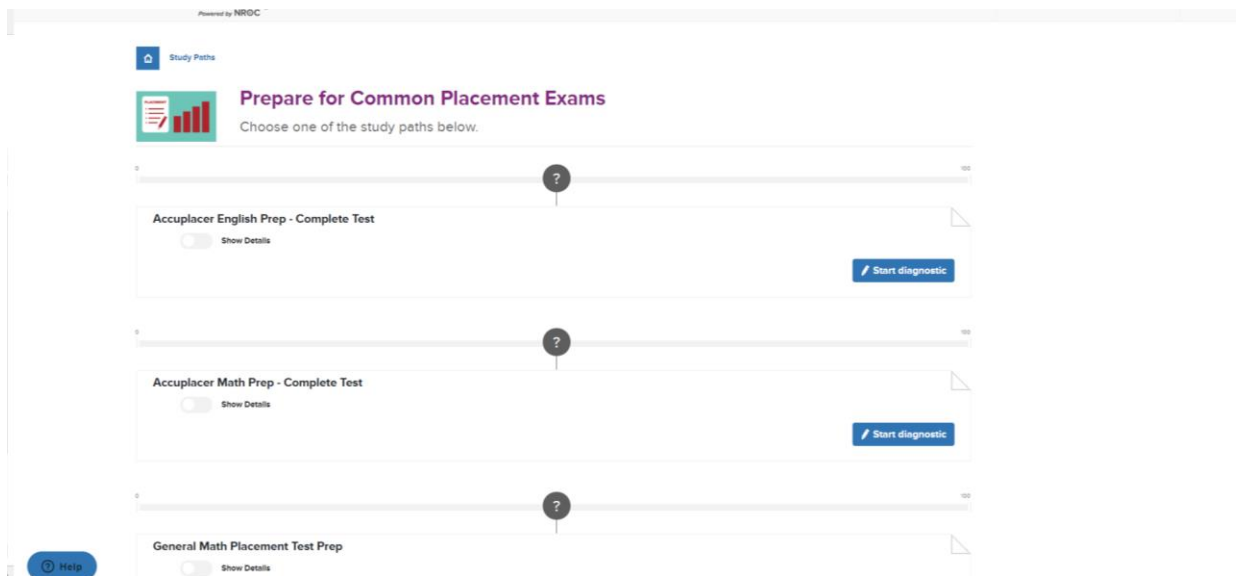 Powered by NROC
Study Paths
PLACEMENT
Prepare for Common Placement Exams
Choose one of the study paths below.
0
100
?
Accuplacer English Prep - Complete Test
Show Details
Start diagnostic
0
100
?
Accuplacer Math Prep - Complete Test
Show Details
Start diagnostic
0
100
?
General Math Placement Test Prep
Show Details
? Help